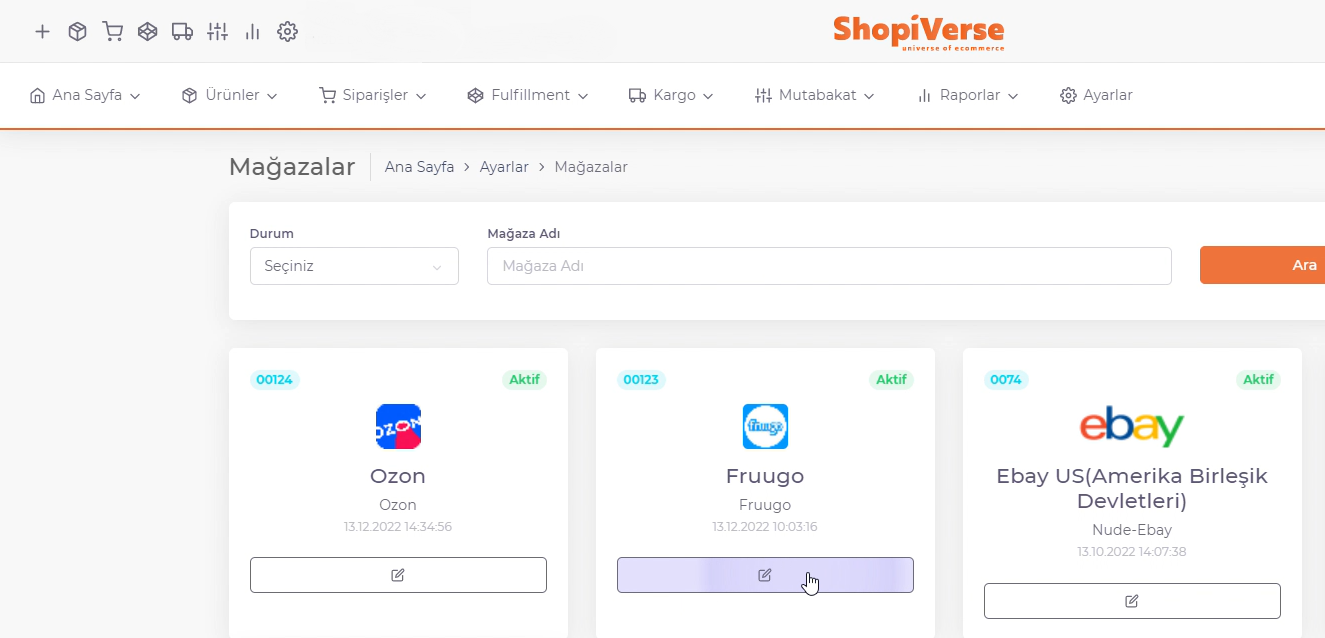 ShopiVerse
universe of ecommerce
Ana Sayfa Ürünler Siparişler Fulfillment Kargo Mutabakat Raporlar Ayarlar
Mağazalar Ana Sayfa > Ayarlar > Mağazalar
Durum Mağaza Adı
Seçiniz Mağaza Adı Ara
00124 Aktif
OZON
Ozon
Ozon
13.12.2022 14:34:56
00123 Aktif
fruugo
Fruugo
Fruugo
13.12.2022 10:03:16
0074 Aktif
ebay
Ebay US(Amerika Birleşik
Devletleri)
Nude-Ebay
13.10.2022 14:07:38